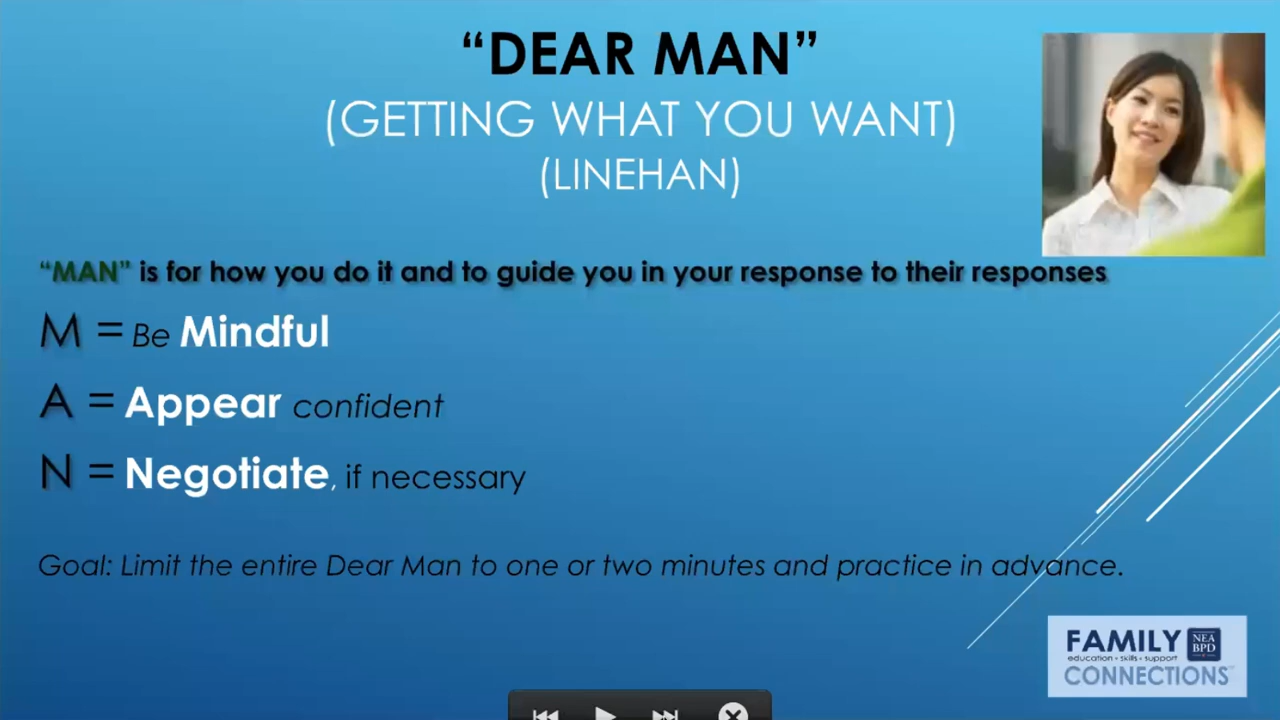 “DEAR MAN”
(GETTING WHAT YOU WANT)
(LINEHAN)
“MAN” is for how you do it and to guide you in your response to their responses
M = Be Mindful
A = Appear confident
N = Negotiate, if necessary
Goal: Limit the entire Dear Man to one or two minutes and practice in advance.
FAMILY NEA
BPD
education • skills • support
CONNECTIONS